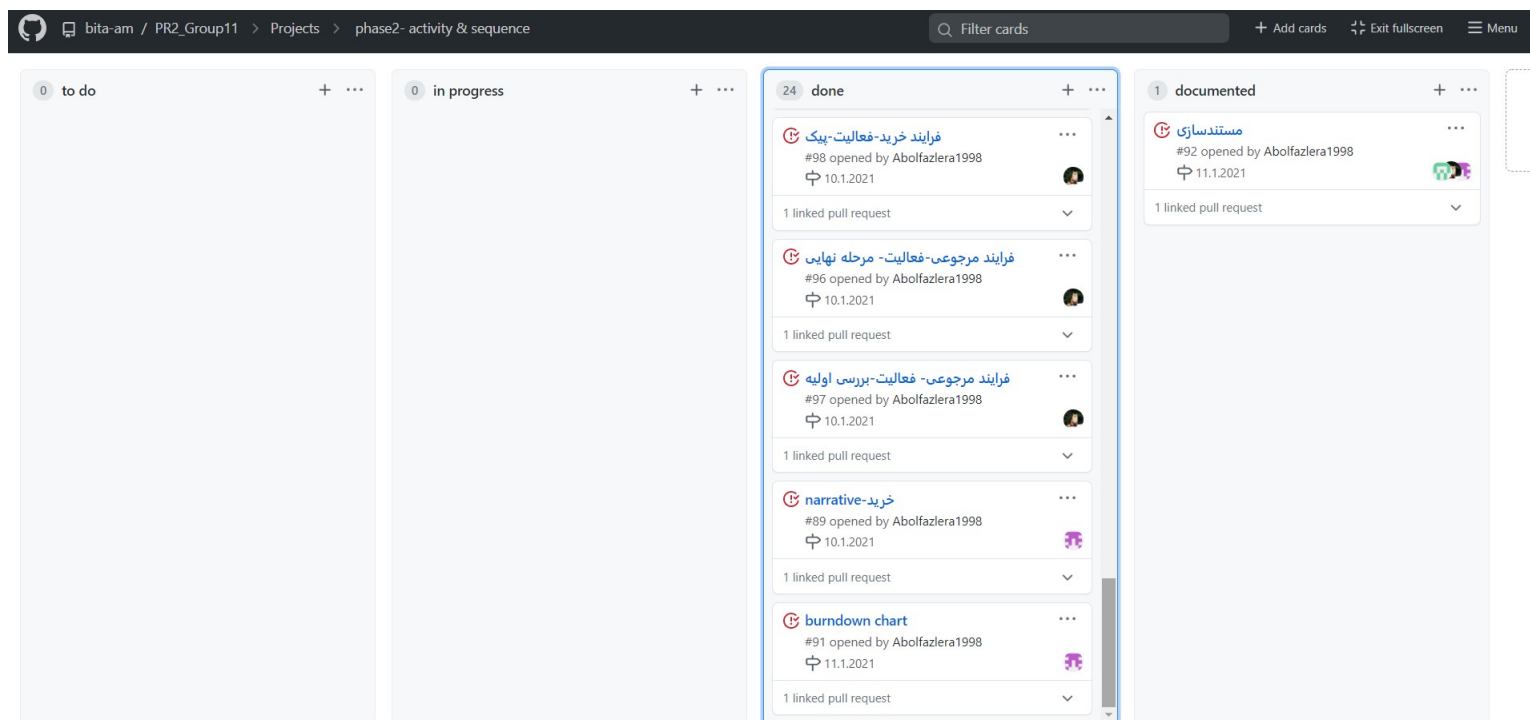 bita-am / PR2_Group11 > Projects > phase2- activity & sequence
Filter cards
+ Add cards
Exit fullscreen
Menu
0 to do
0 in progress
24 done
فرایند خرید-فعالیت-پیک
#98 opened by Abolfazlera1998
10.1.2021
1 linked pull request
فرایند مرجوعی-فعالیت- مرحله نهایی
#96 opened by Abolfazlera1998
10.1.2021
1 linked pull request
فرایند مرجوعی- فعالیت-بررسی اولیه
#97 opened by Abolfazlera1998
10.1.2021
1 linked pull request
خرید-narrative
#89 opened by Abolfazlera1998
10.1.2021
1 linked pull request
burndown chart
#91 opened by Abolfazlera1998
11.1.2021
1 linked pull request
1 documented
مستندسازی
#92 opened by Abolfazlera1998
11.1.2021
1 linked pull request